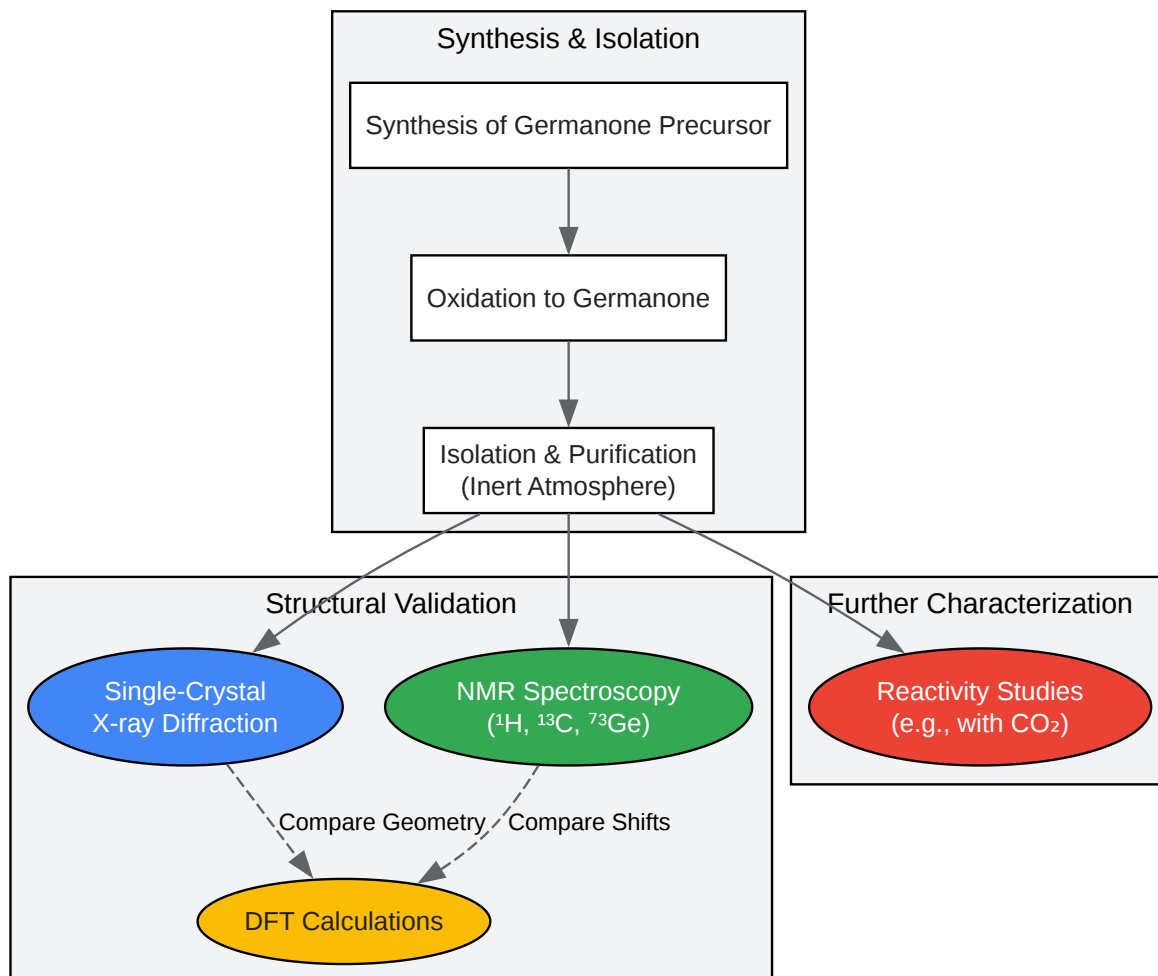 Synthesis & Isolation
Synthesis of Germanone Precursor
Oxidation to Germanone
Isolation & Purification
(Inert Atmosphere)
Structural Validation
Further Characterization
Single-Crystal
X-ray Diffraction
NMR Spectroscopy
(¹H, ¹³C, ⁷³Ge)
Reactivity Studies
(e.g., with CO₂)
Compare Geometry
Compare Shifts
DFT Calculations